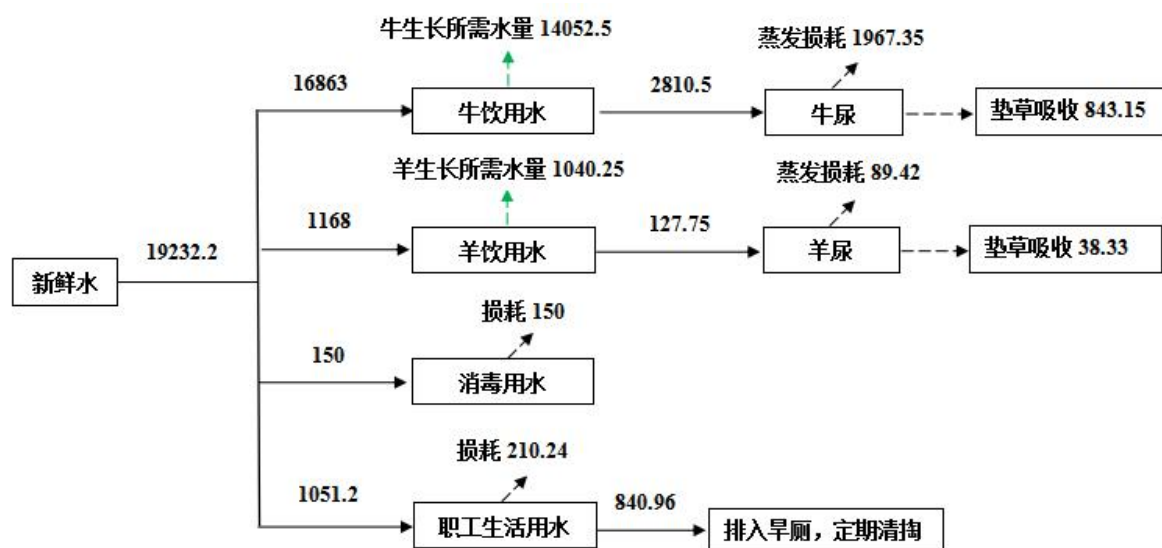 牛生长所需水量 14052.5
蒸发损耗 1967.35
16863
牛饮用水
2810.5
牛尿
垫草吸收 843.15
羊生长所需水量 1040.25
蒸发损耗 89.42
1168
羊饮用水
127.75
羊尿
垫草吸收 38.33
新鲜水
19232.2
损耗 150
150
消毒用水
损耗 210.24
1051.2
职工生活用水
840.96
排入旱厕，定期清掏